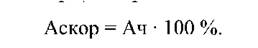 Аскор = Ач · 100 %.